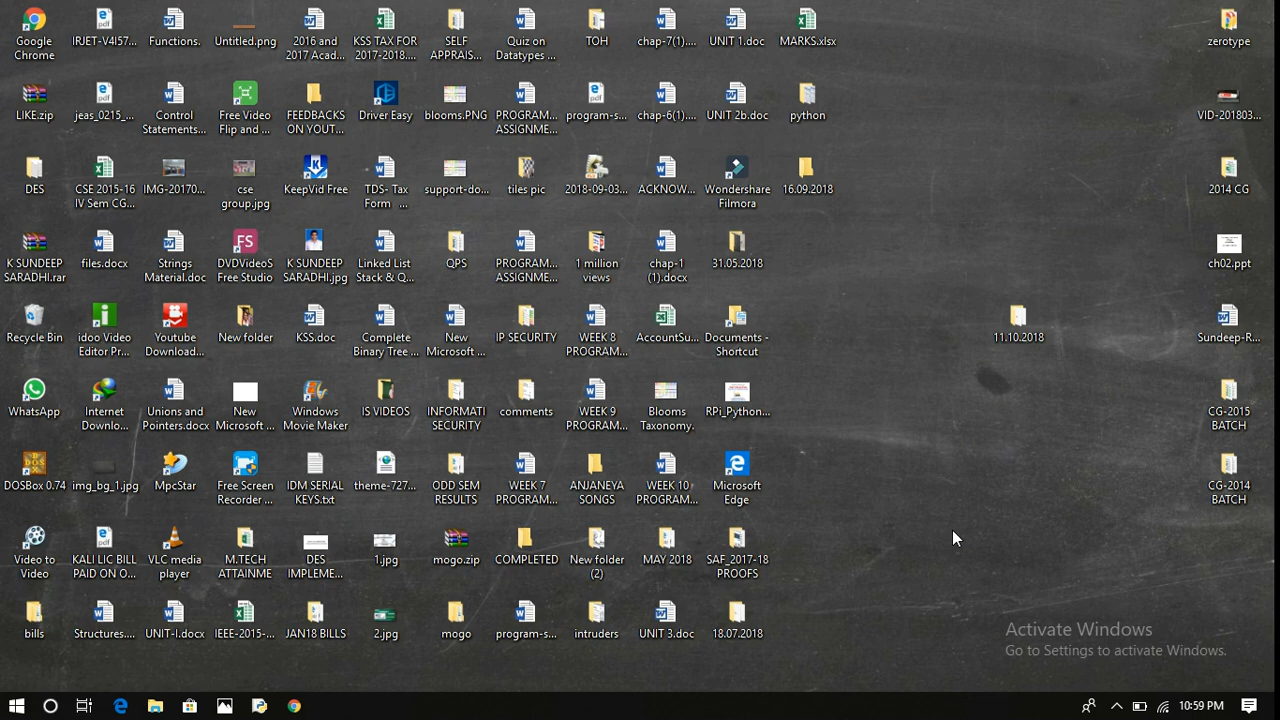 Google Chrome
IRJET-V4I57...
Functions.
Untitled.png
2016 and 2017 Acad...
KSS TAX FOR 2017-2018....
SELF APPRAIS...
Quiz on Datatypes ...
TOH
chap-7(1)....
UNIT 1.doc
MARKS.xlsx
zerotype
LIKE.zip
jeas_0215_...
Control Statements...
Free Video Flip and ...
FEEDBACKS ON YOUT...
Driver Easy
blooms.PNG
PROGRAM... ASSIGNME...
program-s...
chap-6(1)....
UNIT 2b.doc
python
VID-201803...
DES
CSE 2015-16 IV Sem CG...
IMG-20170...
cse group.jpg
KeepVid Free
TDS- Tax Form ...
support-do...
tiles pic
2018-09-03...
ACKNOW...
Wondershare Filmora
16.09.2018
2014 CG
K SUNDEEP SARADHI.rar
files.docx
Strings Material.doc
DVDVideoS Free Studio
K SUNDEEP SARADHI.jpg
Linked List Stack & Q...
QPS
PROGRAM... ASSIGNME...
1 million views
chap-1 (1).docx
31.05.2018
ch02.ppt
Recycle Bin
idoo Video Editor Pr...
Youtube Download...
New folder
KSS.doc
Complete Binary Tree ...
New Microsoft ...
IP SECURITY
WEEK 8 PROGRAM...
AccountSu...
Documents - Shortcut
11.10.2018
Sundeep-R...
WhatsApp
Internet Downlo...
Unions and Pointers.docx
New Microsoft ...
Windows Movie Maker
IS VIDEOS
INFORMATI SECURITY
comments
WEEK 9 PROGRAM...
Blooms Taxonomy.
RPi_Python...
CG-2015 BATCH
DOSBox 0.74
img_bg_1.jpg
MpcStar
Free Screen Recorder ...
IDM SERIAL KEYS.txt
theme-727...
ODD SEM RESULTS
WEEK 7 PROGRAM...
ANJANEYA SONGS
WEEK 10 PROGRAM...
Microsoft Edge
CG-2014 BATCH
Video to Video
KALI LIC BILL PAID ON O...
VLC media player
M.TECH ATTAINME
DES IMPLEME...
1.jpg
mogo.zip
COMPLETED
New folder (2)
MAY 2018
SAF_2017-18 PROOFS
bills
Structures....
UNIT-I.docx
IEEE-2015-...
JAN18 BILLS
2.jpg
mogo
program-s...
intruders
UNIT 3.doc
18.07.2018
Activate Windows
Go to Settings to activate Windows.
10:59 PM